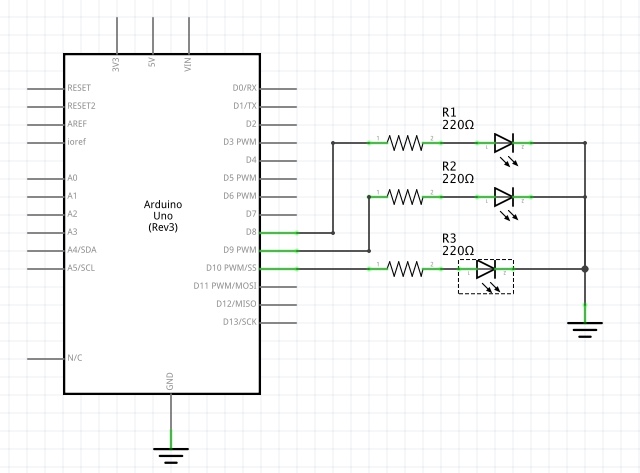 3V3
5V
VIN
RESET
RESET2
AREF
ioref
A0
A1
A2
A3
A4/SDA
A5/SCL
N/C
Arduino
Uno
(Rev3)
D0/RX
D1/TX
D2
D3 PWM
D4
D5 PWM
D6 PWM
D7
D8
D9 PWM
D10 PWM/SS
D11 PWM/MOSI
D12/MISO
D13/SCK
GND
R1
220Ω
1
2
R2
220Ω
1
2
R3
220Ω
1
2